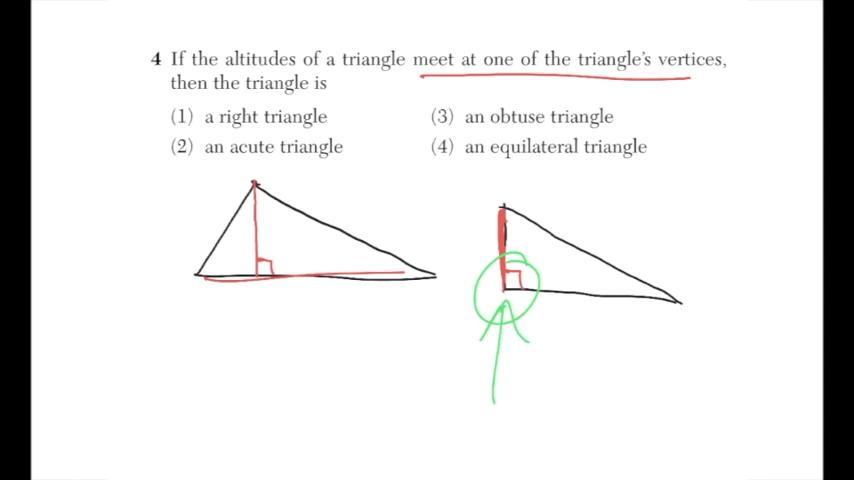 4 If the altitudes of a triangle meet at one of the triangle's vertices,
then the triangle is
(1) a right triangle
(3) an obtuse triangle
(2) an acute triangle
(4) an equilateral triangle